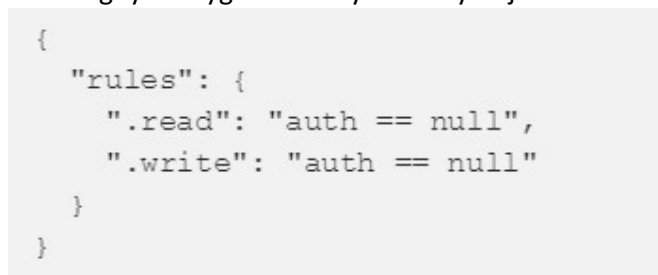 {
"rules": {
".read": "auth == null",
".write": "auth == null"
}
}